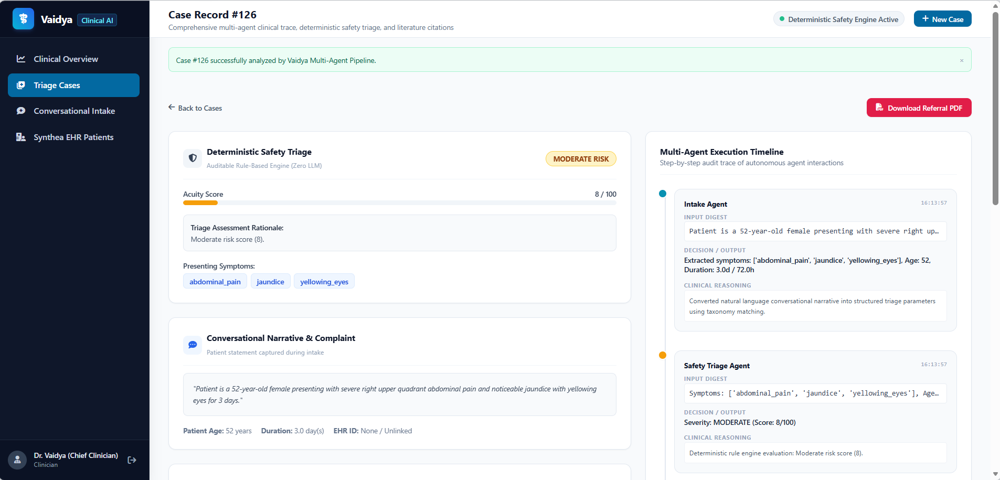 Vaidya Clinical AI
Clinical Overview
Triage Cases
Conversational Intake
Synthea EHR Patients
Dr. Vaidya (Chief Clinician)
Clinician
Case Record #126
Comprehensive multi-agent clinical trace, deterministic safety triage, and literature citations
Deterministic Safety Engine Active
+ New Case
Case #126 successfully analyzed by Vaidya Multi-Agent Pipeline.
×
← Back to Cases
Download Referral PDF
Deterministic Safety Triage
Auditable Rule-Based Engine (Zero LLM)
MODERATE RISK
Acuity Score 8 / 100
Triage Assessment Rationale:
Moderate risk score (8).
Presenting Symptoms:
abdominal_pain jaundice yellowing_eyes
Conversational Narrative & Complaint
Patient statement captured during intake
"Patient is a 52-year-old female presenting with severe right upper quadrant abdominal pain and noticeable jaundice with yellowing
eyes for 3 days."
Patient Age: 52 years Duration: 3.0 day(s) EHR ID: None / Unlinked
Multi-Agent Execution Timeline
Step-by-step audit trace of autonomous agent interactions
Intake Agent 16:13:57
INPUT DIGEST
Patient is a 52-year-old female presenting with severe right up…
DECISION / OUTPUT
Extracted symptoms: ['abdominal_pain', 'jaundice', 'yellowing_eyes'], Age: 52,
Duration: 3.0d / 72.0h
CLINICAL REASONING
Converted natural language conversational narrative into structured triage parameters
using taxonomy matching.
Safety Triage Agent 16:13:57
INPUT DIGEST
Symptoms: ['abdominal_pain', 'jaundice', 'yellowing_eyes'], Age…
DECISION / OUTPUT
Severity: MODERATE (Score: 8/100)
CLINICAL REASONING
Deterministic rule engine evaluation: Moderate risk score (8).